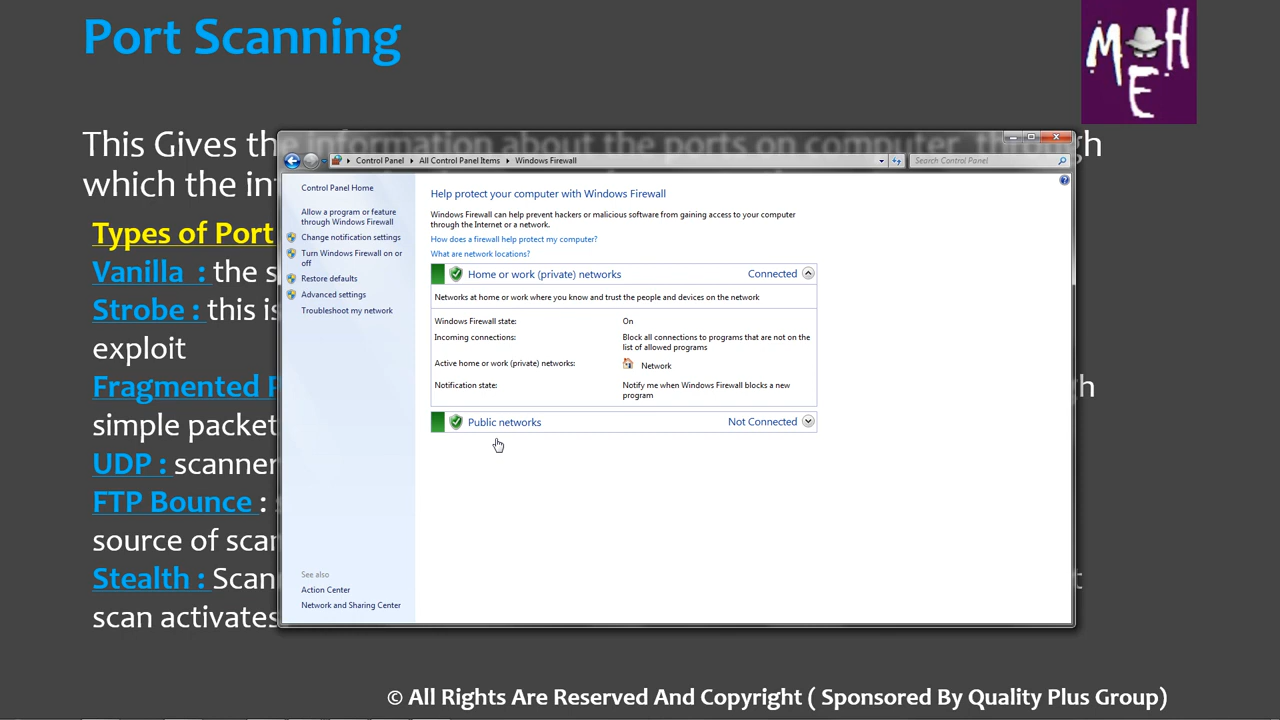 Port Scanning
M H
E
This Gives the information about the ports on computer through
which the in
Types of Port
Vanilla : the s
Strobe : this is
exploit
Fragmented P
h
simple packet
UDP : scanner
FTP Bounce :
source of scan
Stealth : Scann
t
scan activates
Control Panel
All Control Panel Items
Windows Firewall
Search Control Panel
Control Panel Home
Allow a program or feature
through Windows Firewall
Change notification settings
Turn Windows Firewall on or
off
Restore defaults
Advanced settings
Troubleshoot my network
See also
Action Center
Network and Sharing Center
Help protect your computer with Windows Firewall
Windows Firewall can help prevent hackers or malicious software from gaining access to your computer
through the Internet or a network.
How does a firewall help protect my computer?
What are network locations?
Home or work (private) networks Connected
Networks at home or work where you know and trust the people and devices on the network
Windows Firewall state: On
Incoming connections: Block all connections to programs that are not on the
list of allowed programs
Active home or work (private) networks: Network
Notification state: Notify me when Windows Firewall blocks a new
program
Public networks Not Connected
© All Rights Are Reserved And Copyright ( Sponsored By Quality Plus Group)